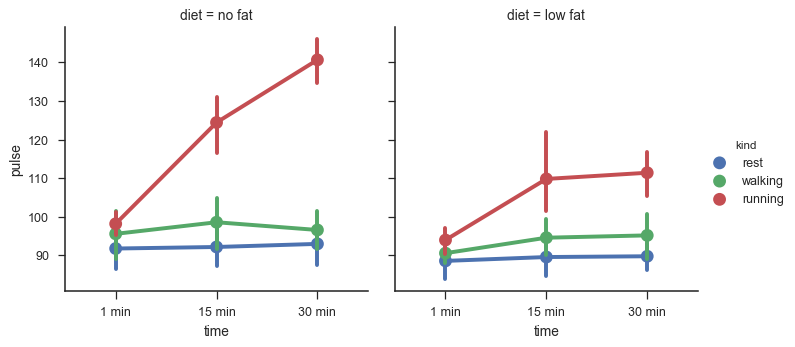 diet = no fat
diet = low fat
140
130
120
110
100
90
pulse
1 min
15 min
30 min
time
1 min
15 min
30 min
time
kind
rest
walking
running